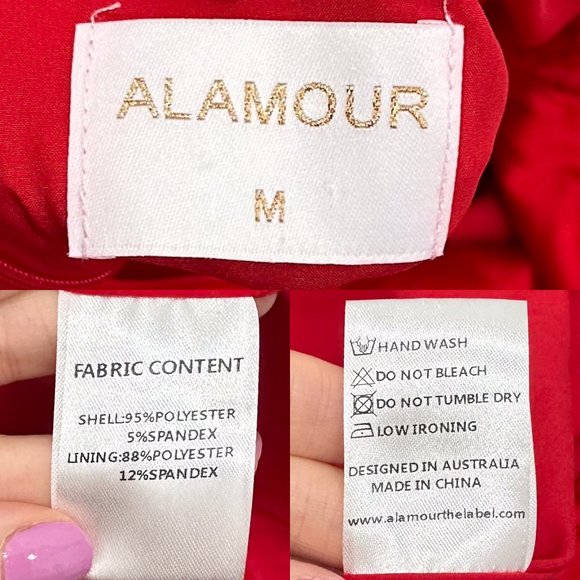 ALAMOUR
M
FABRIC CONTENT
SHELL:95%POLYESTER
5%SPANDEX
LINING:88%POLYESTER
12%SPANDEX
HAND WASH
DO NOT BLEACH
DO NOT TUMBLE DRY
LOW IRONING
DESIGNED IN AUSTRALIA
MADE IN CHINA
www.alamourthelabel.com